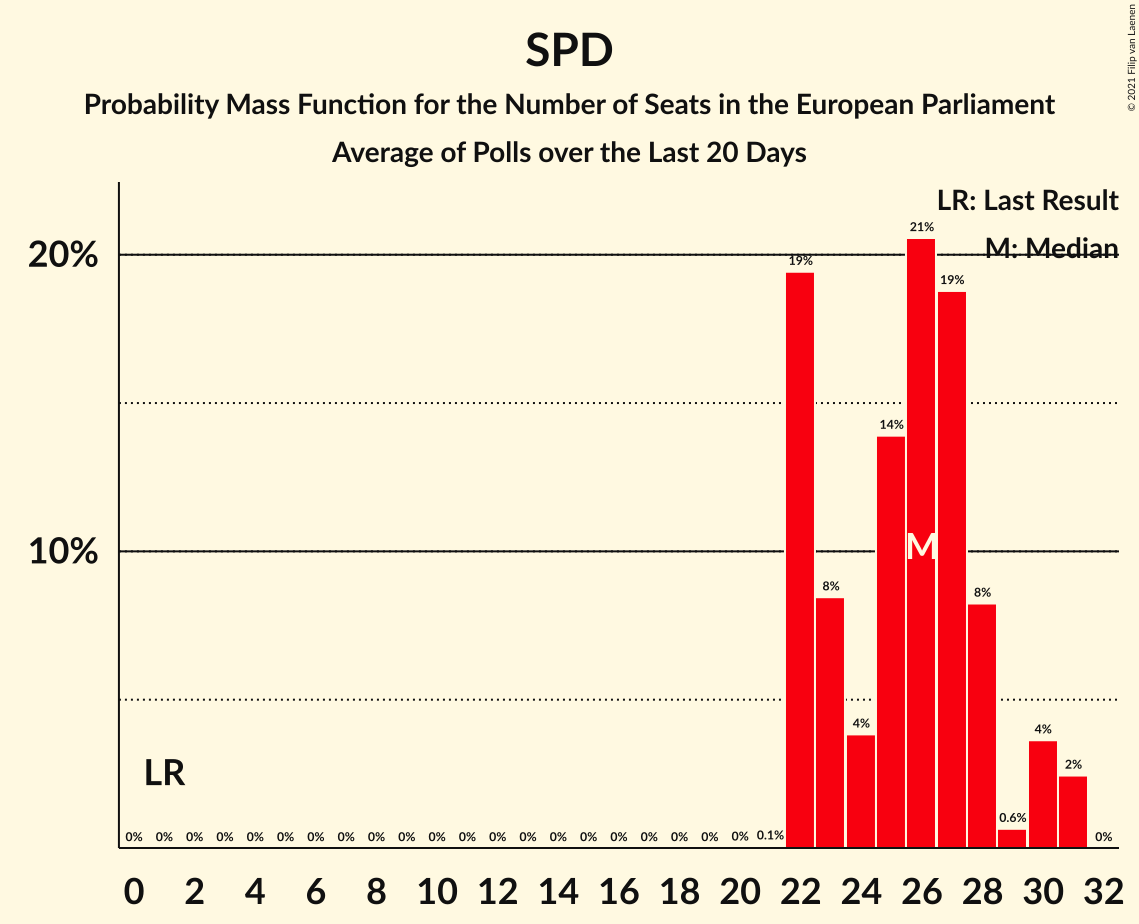 SPD
Probability Mass Function for the Number of Seats in the European Parliament
Average of Polls over the Last 20 Days
© 2021 Filip van Laenen
LR: Last Result
M: Median
20%
10%
21%
19%
19%
14%
8%
8%
4%
4%
2%
0.6%
M
LR
0% 0% 0% 0% 0% 0% 0% 0% 0% 0% 0% 0% 0% 0% 0% 0% 0% 0% 0% 0% 0% 0.1% 0%
0 2 4 6 8 10 12 14 16 18 20 22 24 26 28 30 32